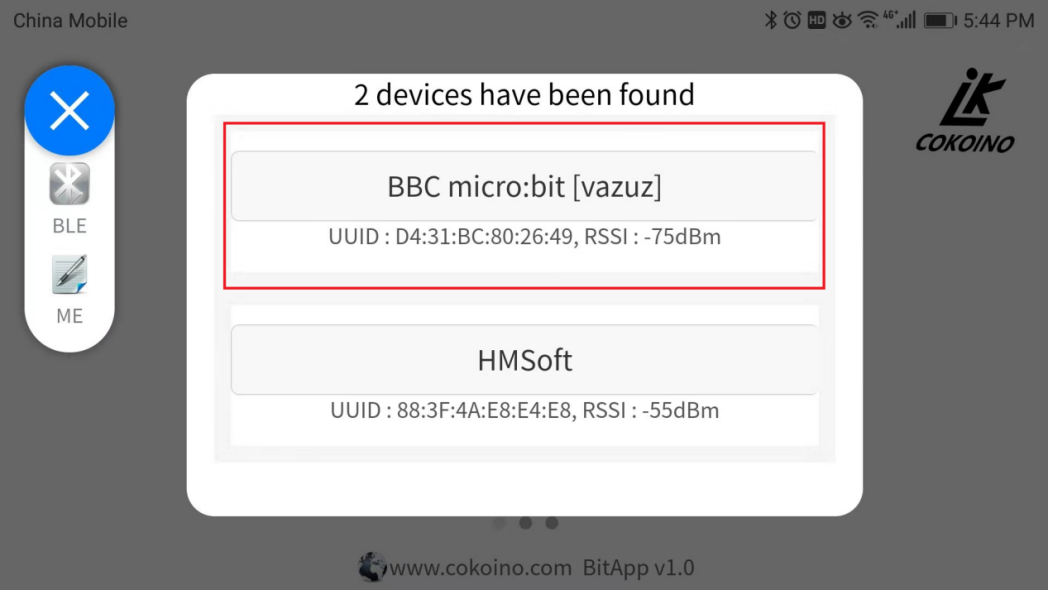 China Mobile
HD 4G+ 5:44 PM
2 devices have been found
COKOINO
BBC micro:bit [vazuz]
UUID : D4:31:BC:80:26:49, RSSI : -75dBm
BLE
ME
HMSoft
UUID : 88:3F:4A:E8:E4:E8, RSSI : -55dBm
www.cokoino.com BitApp v1.0